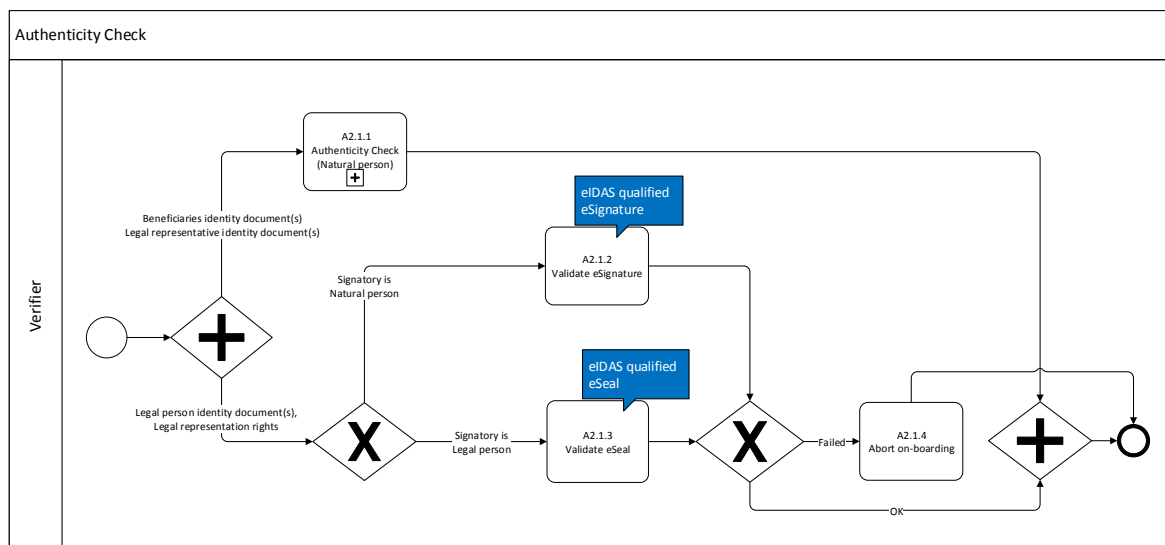 Authenticity Check
Verifier
A2.1.1
Authenticity Check
(Natural person)
Beneficiaries identity document(s)
Legal representative identity document(s)
eIDAS qualified
eSignature
A2.1.2
Validate eSignature
Signatory is
Natural person
eIDAS qualified
eSeal
Legal person identity document(s),
Legal representation rights
X
Signatory is
Legal person
A2.1.3
Validate eSeal
X
Failed
A2.1.4
Abort on-boarding
OK